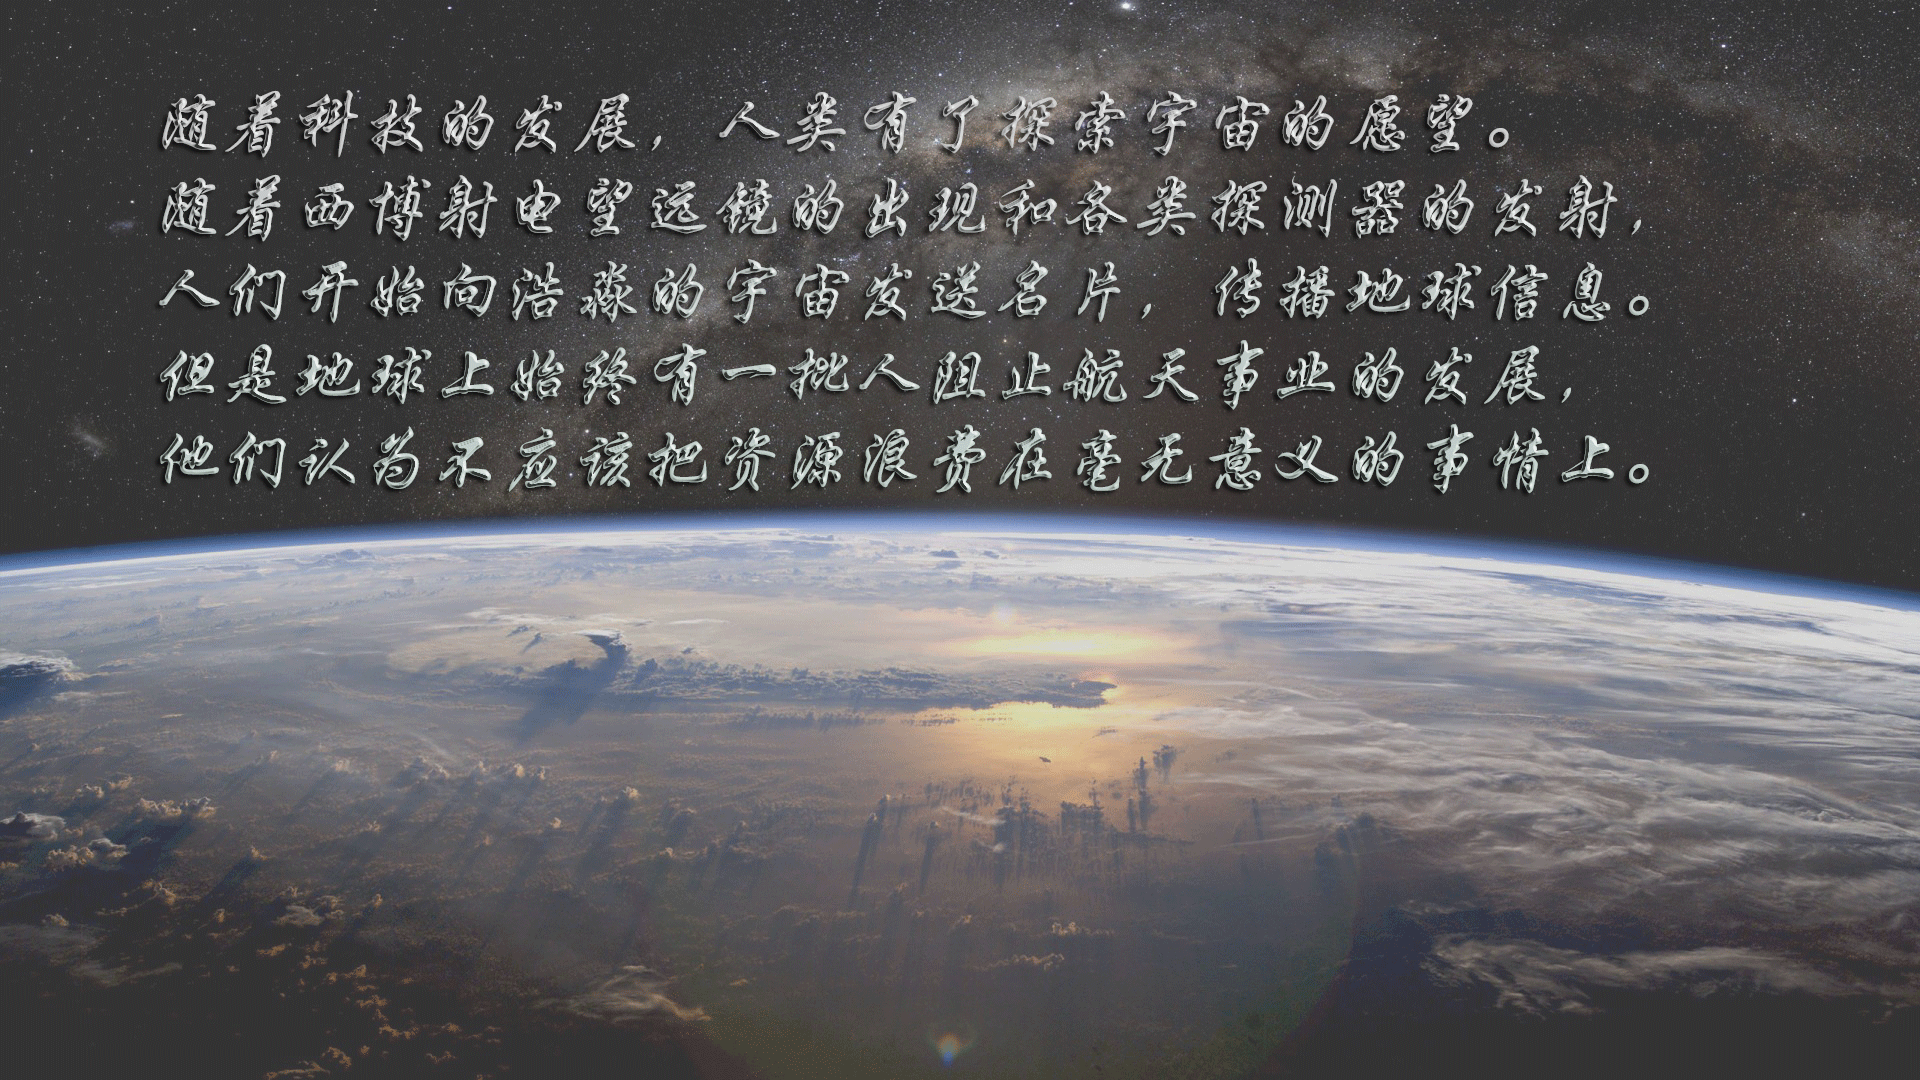 随着科技的发展，人类有了探索宇宙的愿望。
随着西博射电望远镜的出现和各类探测器的发射，
人们开始向浩淼的宇宙发送名片，传播地球信息。
但是地球上始终有一批人阻止航天事业的发展，
他们认为不应该把资源浪费在毫无意义的事情上。